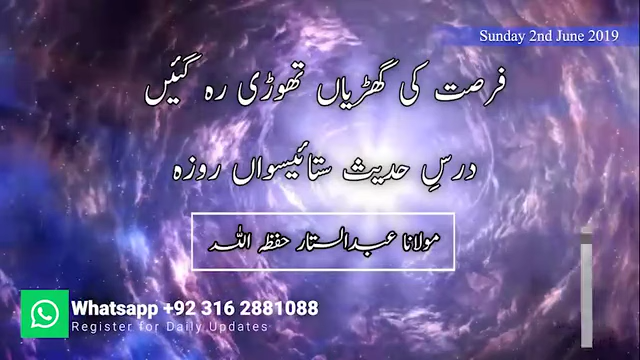 Sunday 2nd June 2019
فرصت کی گھڑیاں تھوڑی رہ گئیں
درسِ حدیث ستائیسواں روزہ
مولانا عبدالستار حفظہ اللہ
Whatsapp +92 316 2881088
Register for Daily Updates